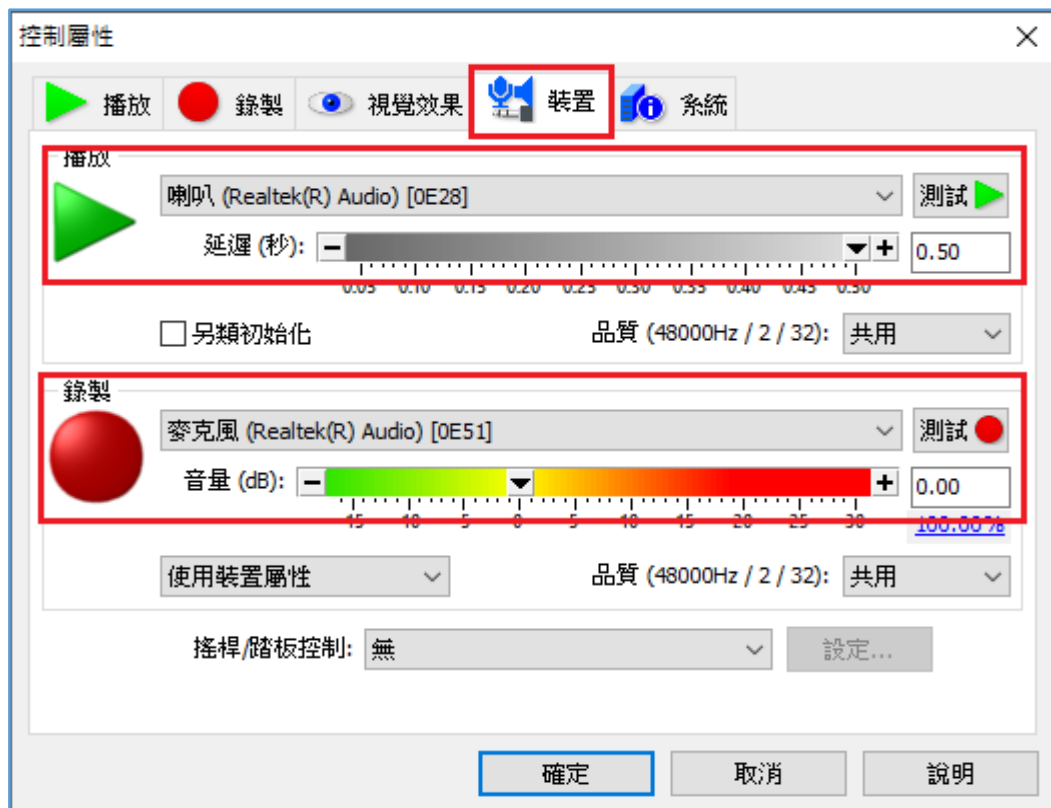 控制屬性
播放 錄製 視覺效果 裝置 系統
播放
喇叭 (Realtek(R) Audio) [0E28] 測試
延遲 (秒): 0.50
0.05 0.10 0.15 0.20 0.25 0.30 0.35 0.40 0.45 0.50
另類初始化 品質 (48000Hz / 2 / 32): 共用
錄製
麥克風 (Realtek(R) Audio) [0E51] 測試
音量 (dB): 0.00
15 10 5 0 5 10 15 20 25 30
100.00%
使用裝置屬性 品質 (48000Hz / 2 / 32): 共用
搖桿/踏板控制: 無 設定...
確定 取消 說明